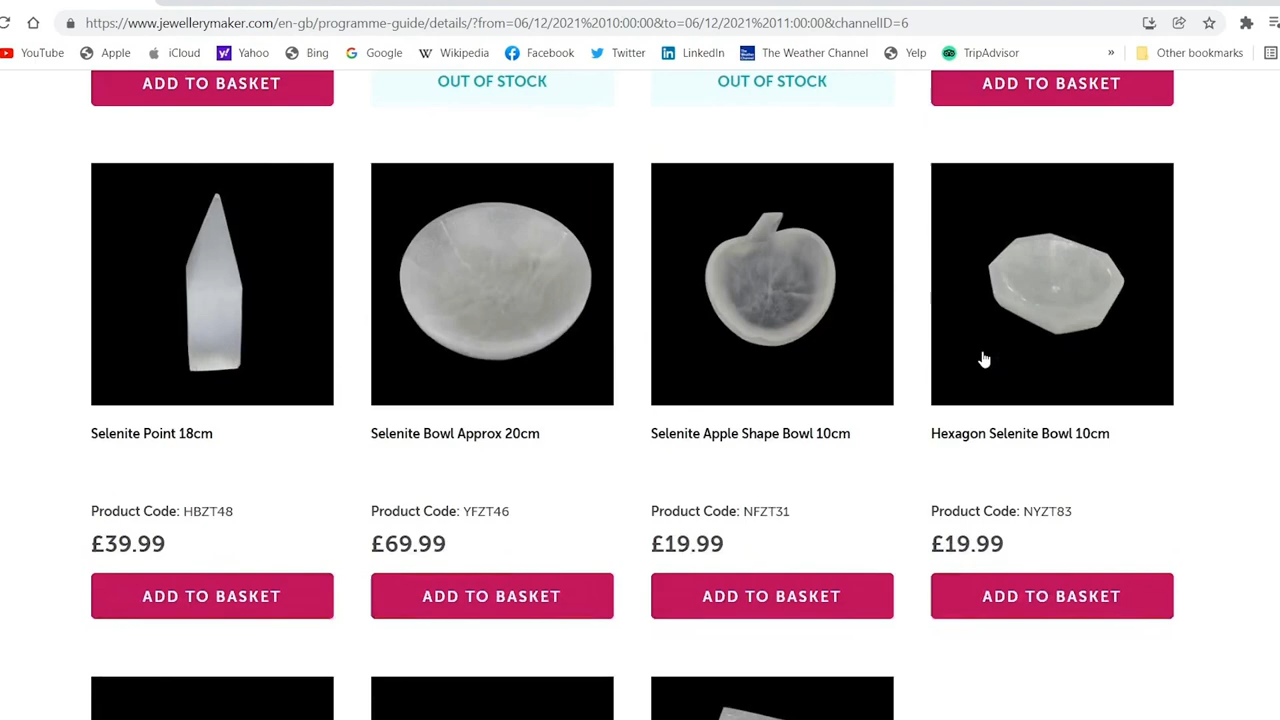 https://www.jewellerymaker.com/en-gb/programme-guide/details/?from=06/12/2021%2010:00:00&to=06/12/2021%2011:00:00&channelID=6
YouTube Apple iCloud Yahoo Bing Google Wikipedia Facebook Twitter LinkedIn The Weather Channel Yelp TripAdvisor » Other bookmarks
ADD TO BASKET OUT OF STOCK OUT OF STOCK ADD TO BASKET
Selenite Point 18cm Selenite Bowl Approx 20cm Selenite Apple Shape Bowl 10cm Hexagon Selenite Bowl 10cm
Product Code: HBZT48 Product Code: YFZT46 Product Code: NFZT31 Product Code: NYZT83
£39.99 £69.99 £19.99 £19.99
ADD TO BASKET ADD TO BASKET ADD TO BASKET ADD TO BASKET